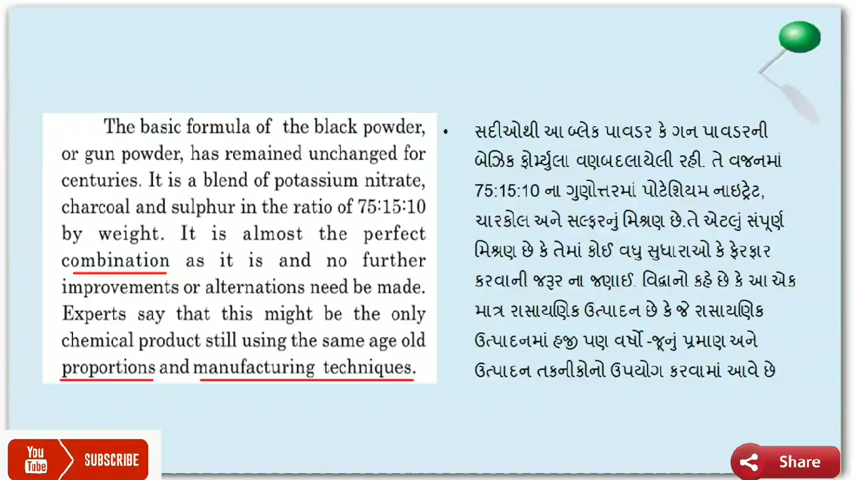 The basic formula of the black powder,
or gun powder, has remained unchanged for
centuries. It is a blend of potassium nitrate,
charcoal and sulphur in the ratio of 75:15:10
by weight. It is almost the perfect
combination as it is and no further
improvements or alternations need be made.
Experts say that this might be the only
chemical product still using the same age old
proportions and manufacturing techniques.
• સદીઓથી આ બ્લેક પાવડર કે ગન પાવડરની
બેઝિક ફોર્મ્યુલા વણબદલાયેલી રહી. તે વજનમાં
75:15:10 ના ગુણોત્તરમાં પોટેશિયમ નાઇટ્રેટ,
ચારકોલ અને સલ્ફરનું મિશ્રણ છે.તે એટલું સંપૂર્ણ
મિશ્રણ છે કે તેમાં કોઈ વધુ સુધારાઓ કે ફેરફાર
કરવાની જરૂર ના જણાઈ. વિદ્વાનો કહે છે કે આ એક
માત્ર રાસાયણિક ઉત્પાદન છે કે જે રાસાયણિક
ઉત્પાદનમાં હજી પણ વર્ષો -જૂનું પ્રમાણ અને
ઉત્પાદન તકનીકોનો ઉપયોગ કરવામાં આવે છે
You
Tube
SUBSCRIBE
Share